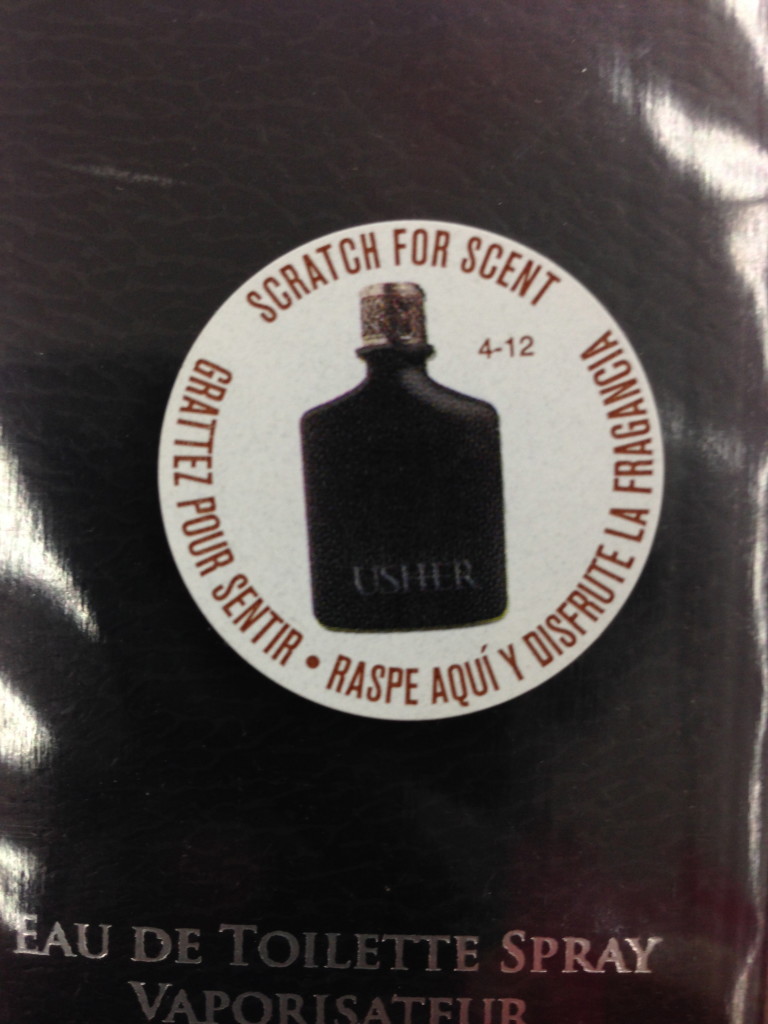 SCRATCH FOR SCENT
4-12
USHER
GRATTEZ POUR SENTIR • RASPE AQUÍ Y DISFRUTE LA FRAGANCIA
EAU DE TOILETTE SPRAY
VAPORISATEUR